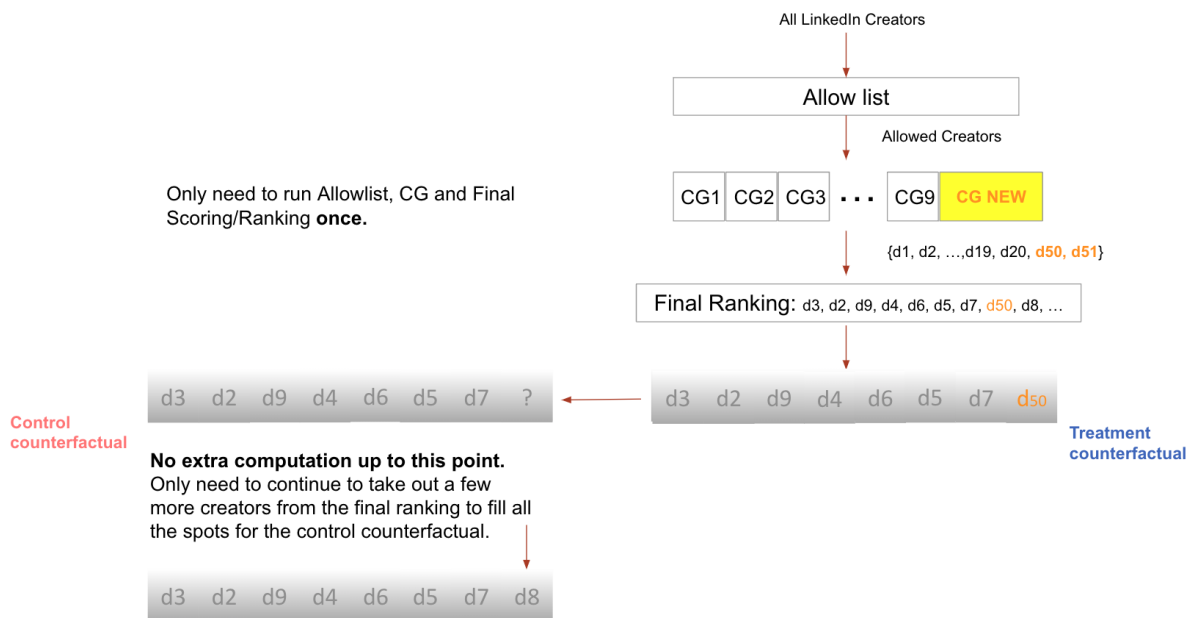 All LinkedIn Creators
Allow list
Allowed Creators
Only need to run Allowlist, CG and Final
Scoring/Ranking once.
CG1 CG2 CG3 ... CG9 CG NEW
{d1, d2, …,d19, d20, d50, d51}
Final Ranking: d3, d2, d9, d4, d6, d5, d7, d50, d8, …
d3 d2 d9 d4 d6 d5 d7 ?
d3 d2 d9 d4 d6 d5 d7 d50
Control
counterfactual
Treatment
counterfactual
No extra computation up to this point.
Only need to continue to take out a few
more creators from the final ranking to fill all
the spots for the control counterfactual.
d3 d2 d9 d4 d6 d5 d7 d8